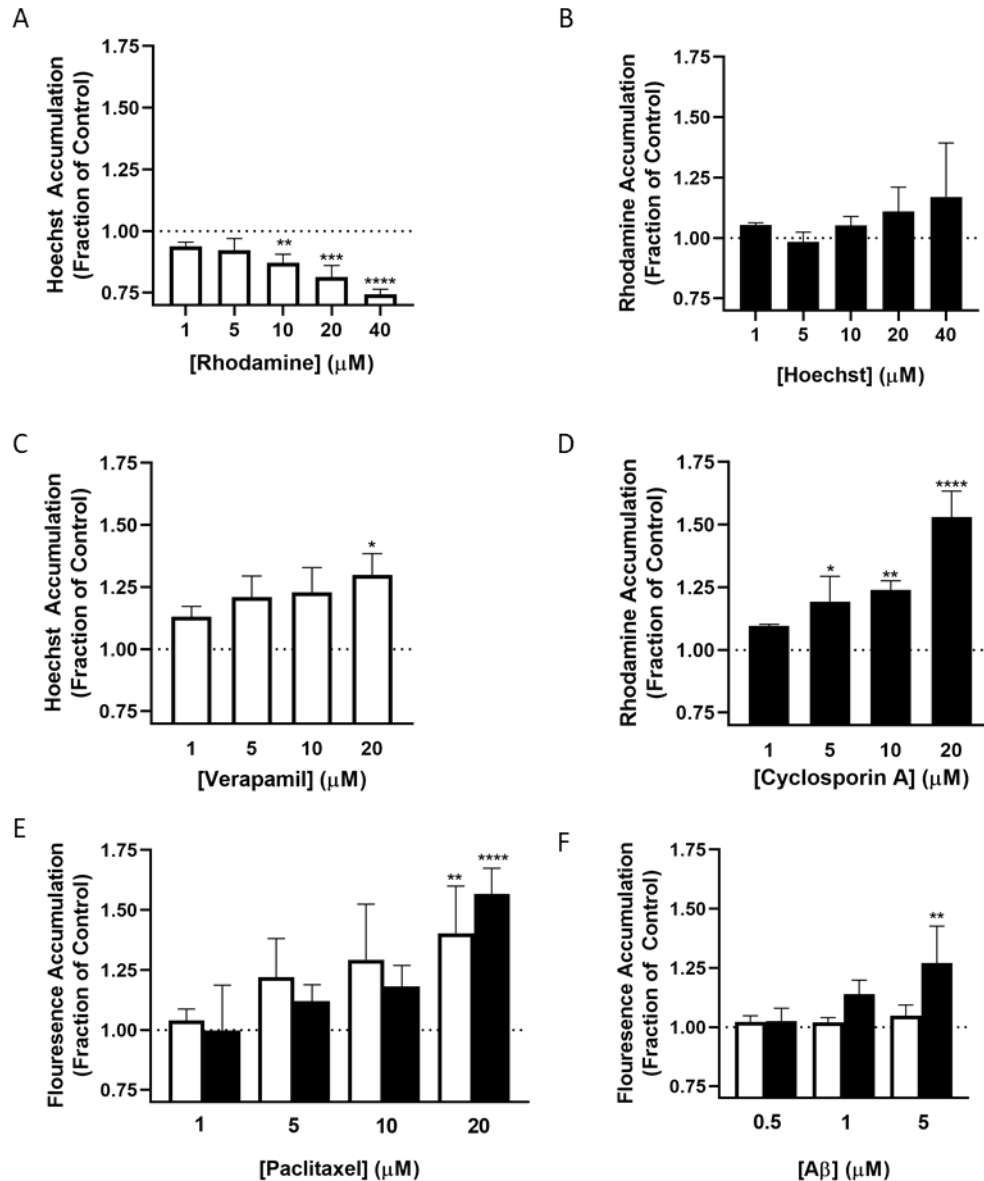 A
Hoechst Accumulation
(Fraction of Control)
1.75
1.50
1.25
1.00
0.75
**
***
****
1 5 10 20 40
[Rhodamine] (μM)
B
Rhodamine Accumulation
(Fraction of Control)
1.75
1.50
1.25
1.00
0.75
1 5 10 20 40
[Hoechst] (μM)
C
Hoechst Accumulation
(Fraction of Control)
1.75
1.50
1.25
1.00
0.75
*
1 5 10 20
[Verapamil] (μM)
D
Rhodamine Accumulation
(Fraction of Control)
1.75
1.50
1.25
1.00
0.75
*
**
****
1 5 10 20
[Cyclosporin A] (μM)
E
Flouresence Accumulation
(Fraction of Control)
1.75
1.50
1.25
1.00
0.75
**
****
1 5 10 20
[Paclitaxel] (μM)
F
Flouresence Accumulation
(Fraction of Control)
1.75
1.50
1.25
1.00
0.75
**
0.5 1 5
[Aβ] (μM)